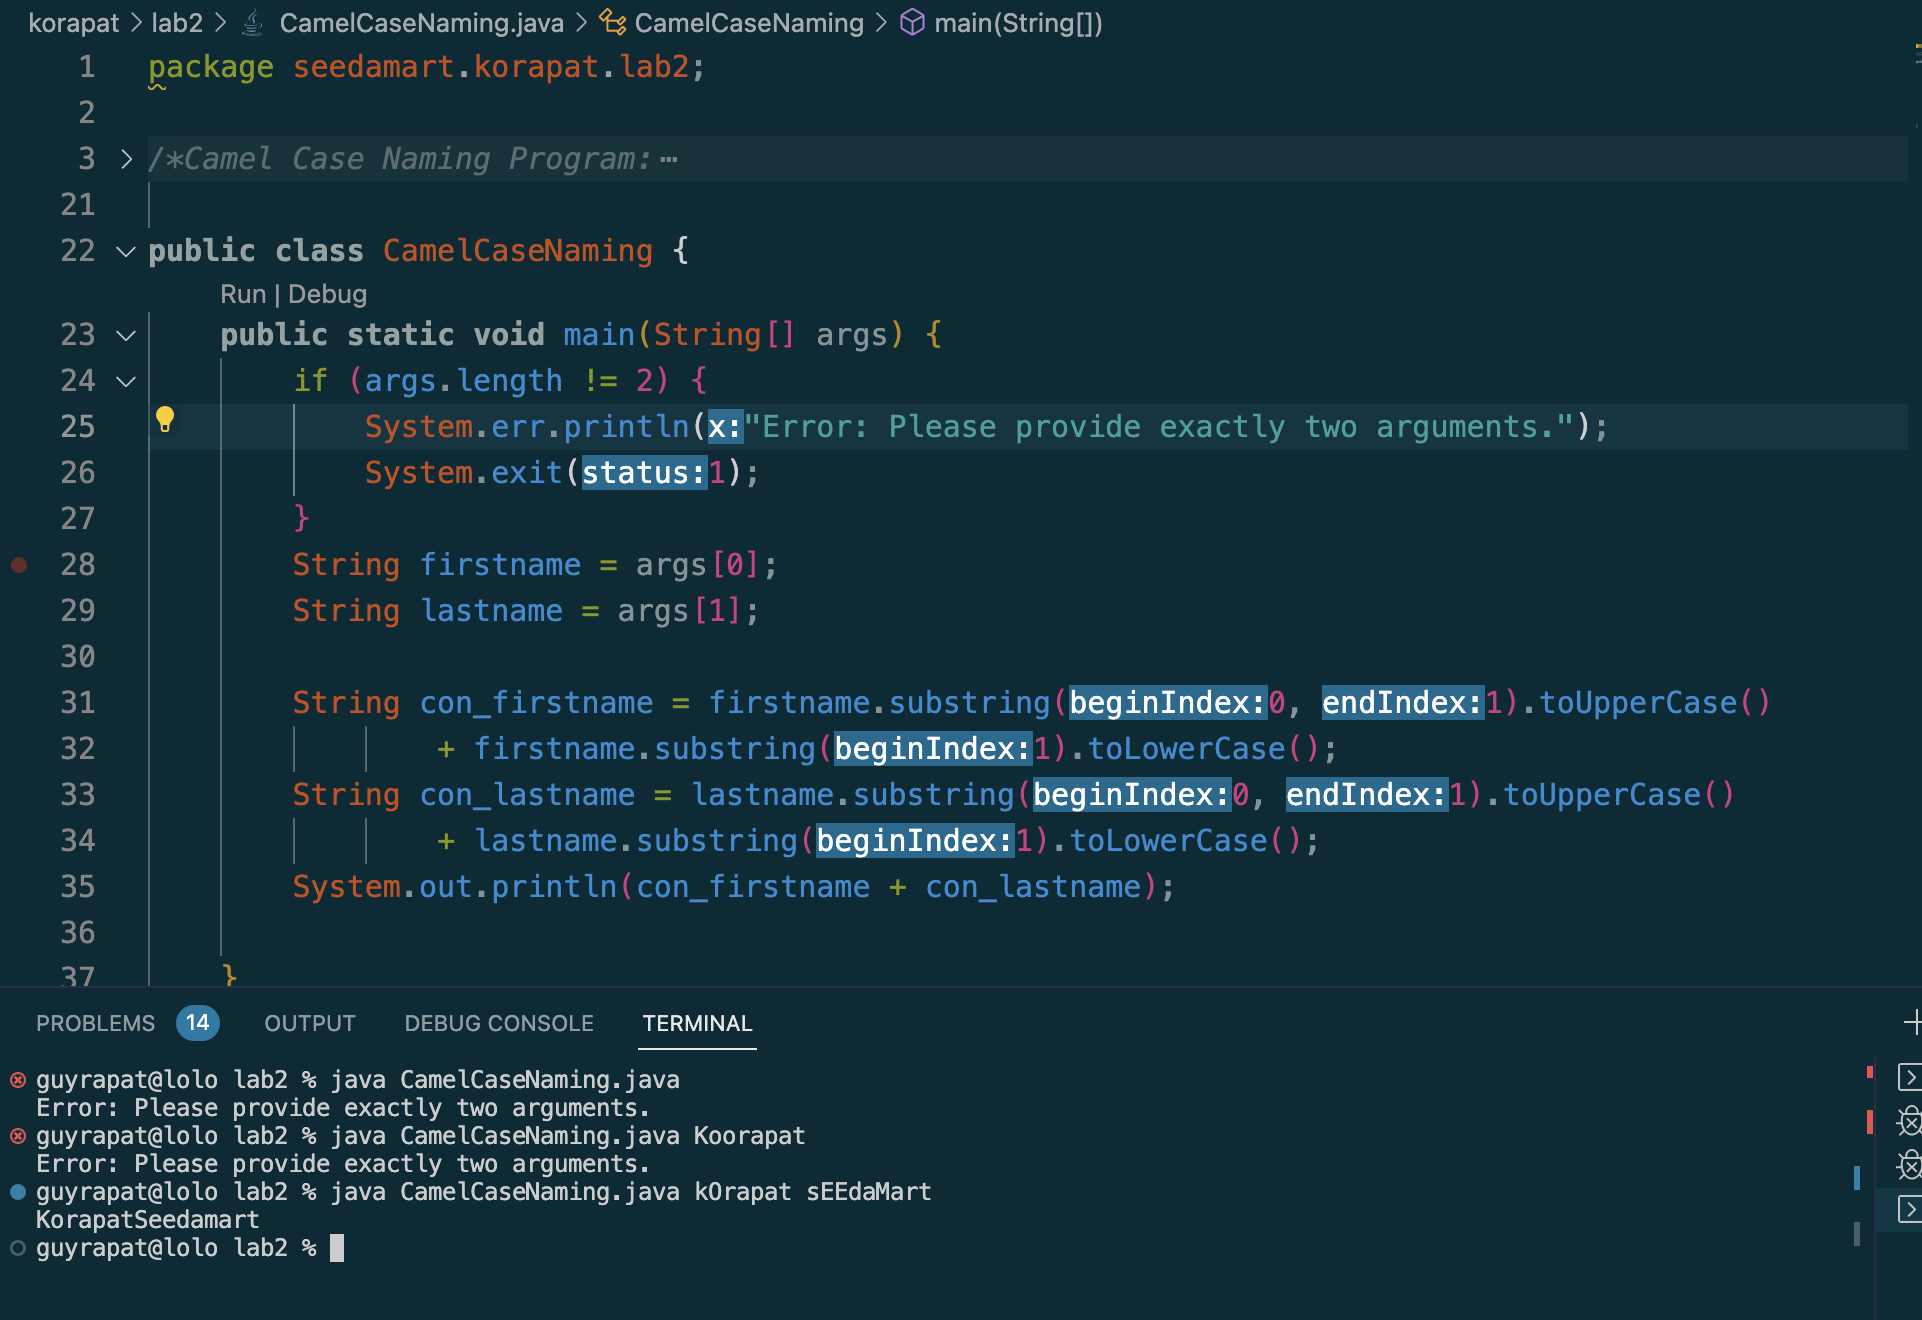 korapat > lab2 > CamelCaseNaming.java > CamelCaseNaming > main(String[])
1 package seedamart.korapat.lab2;
2
3 > /*Camel Case Naming Program:⋯
21
22 public class CamelCaseNaming {
Run | Debug
23 public static void main(String[] args) {
24 if (args.length != 2) {
25 System.err.println(x:"Error: Please provide exactly two arguments.");
26 System.exit(status:1);
27 }
28 String firstname = args[0];
29 String lastname = args[1];
30
31 String con_firstname = firstname.substring(beginIndex:0, endIndex:1).toUpperCase()
32 + firstname.substring(beginIndex:1).toLowerCase();
33 String con_lastname = lastname.substring(beginIndex:0, endIndex:1).toUpperCase()
34 + lastname.substring(beginIndex:1).toLowerCase();
35 System.out.println(con_firstname + con_lastname);
36
37 }
PROBLEMS 14 OUTPUT DEBUG CONSOLE TERMINAL
guyrapat@lolo lab2 % java CamelCaseNaming.java
Error: Please provide exactly two arguments.
guyrapat@lolo lab2 % java CamelCaseNaming.java Koorapat
Error: Please provide exactly two arguments.
guyrapat@lolo lab2 % java CamelCaseNaming.java kOrapat sEEdaMart
KorapatSeedamart
guyrapat@lolo lab2 %